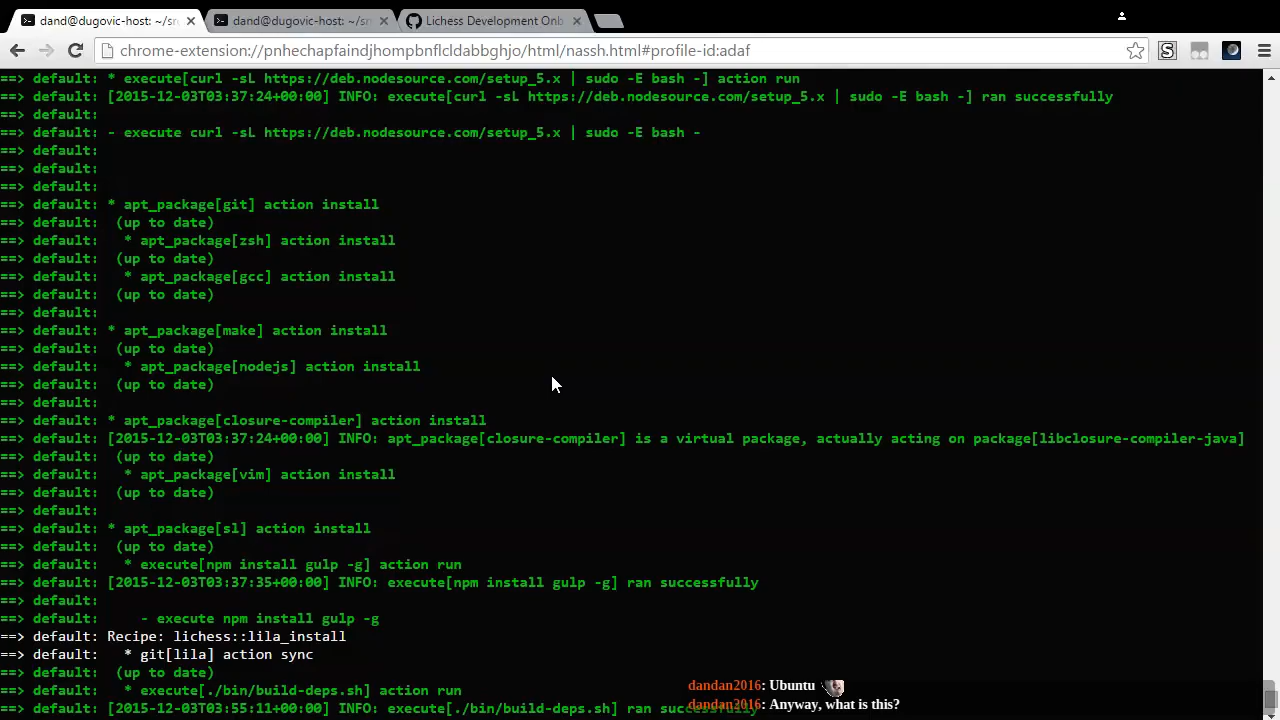 dand@dugovic-host: ~/sr
dand@dugovic-host: ~/sr
Lichess Development Onb
chrome-extension://pnhechapfaindjhompbnflcldabbghjo/html/nassh.html#profile-id:adaf
==> default: * execute[curl -sL https://deb.nodesource.com/setup_5.x | sudo -E bash -] action run
==> default: [2015-12-03T03:37:24+00:00] INFO: execute[curl -sL https://deb.nodesource.com/setup_5.x | sudo -E bash -] ran successfully
==> default:
==> default: - execute curl -sL https://deb.nodesource.com/setup_5.x | sudo -E bash -
==> default:
==> default:
==> default:
==> default: * apt_package[git] action install
==> default: (up to date)
==> default: * apt_package[zsh] action install
==> default: (up to date)
==> default: * apt_package[gcc] action install
==> default: (up to date)
==> default:
==> default: * apt_package[make] action install
==> default: (up to date)
==> default: * apt_package[nodejs] action install
==> default: (up to date)
==> default:
==> default: * apt_package[closure-compiler] action install
==> default: [2015-12-03T03:37:24+00:00] INFO: apt_package[closure-compiler] is a virtual package, actually acting on package[libclosure-compiler-java]
==> default: (up to date)
==> default: * apt_package[vim] action install
==> default: (up to date)
==> default:
==> default: * apt_package[sl] action install
==> default: (up to date)
==> default: * execute[npm install gulp -g] action run
==> default: [2015-12-03T03:37:35+00:00] INFO: execute[npm install gulp -g] ran successfully
==> default:
==> default: - execute npm install gulp -g
==> default: Recipe: lichess::lila_install
==> default: * git[lila] action sync
==> default: (up to date)
==> default: * execute[./bin/build-deps.sh] action run
==> default: [2015-12-03T03:55:11+00:00] INFO: execute[./bin/build-deps.sh] ran successfully
dandan2016: Ubuntu
dandan2016: Anyway, what is this?